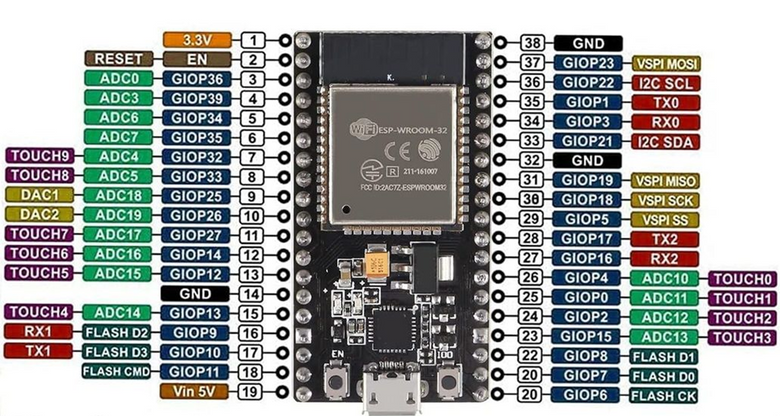 3.3V 1
RESET EN 2
ADC0 GIOP36 3
ADC3 GIOP39 4
ADC6 GIOP34 5
ADC7 GIOP35 6
TOUCH9 ADC4 GIOP32 7
TOUCH8 ADC5 GIOP33 8
DAC1 ADC18 GIOP25 9
DAC2 ADC19 GIOP26 10
TOUCH7 ADC17 GIOP27 11
TOUCH6 ADC16 GIOP14 12
TOUCH5 ADC15 GIOP12 13
GND 14
TOUCH4 ADC14 GIOP13 15
RX1 FLASH D2 GIOP9 16
TX1 FLASH D3 GIOP10 17
FLASH CMD GIOP11 18
Vin 5V 19
K.
WiFi ESP-WROOM-32
CE
R 211-161007
FCC ID:2AC7Z-ESPWROOM32
EN
IO0
38 GND
37 GIOP23 VSPI MOSI
36 GIOP22 I2C SCL
35 GIOP1 TX0
34 GIOP3 RX0
33 GIOP21 I2C SDA
32 GND
31 GIOP19 VSPI MISO
30 GIOP18 VSPI SCK
29 GIOP5 VSPI SS
28 GIOP17 TX2
27 GIOP16 RX2
26 GIOP4 ADC10 TOUCH0
25 GIOP0 ADC11 TOUCH1
24 GIOP2 ADC12 TOUCH2
23 GIOP15 ADC13 TOUCH3
22 GIOP8 FLASH D1
20 GIOP7 FLASH D0
20 GIOP6 FLASH CK